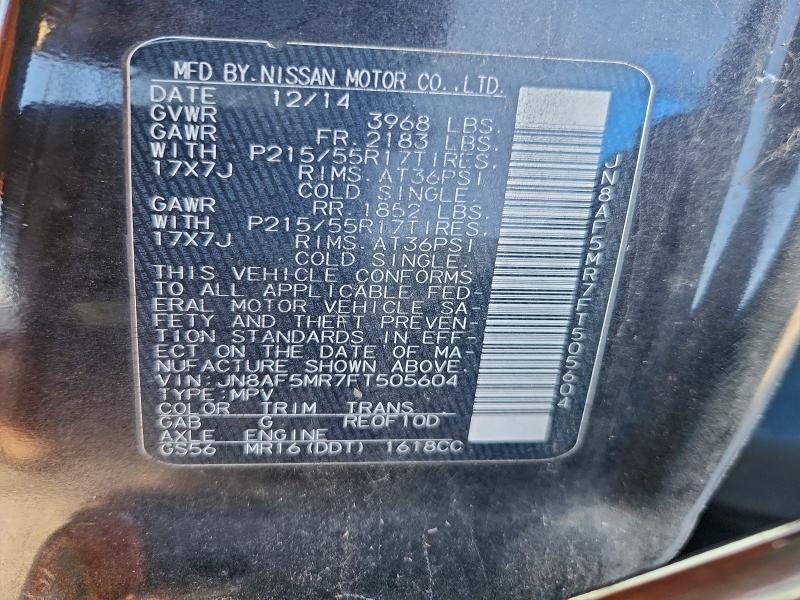 MFD BY.NISSAN MOTOR CO.,LTD.
DATE 12/14
GVWR 3968 LBS.
GAWR FR. 2183 LBS.
WITH P215/55R17TIRES.
17X7J RIMS. AT36PSI
COLD SINGLE.
GAWR RR. 1852 LBS.
WITH P215/55R17TIRES.
17X7J RIMS. AT36PSI
COLD SINGLE.
THIS VEHICLE CONFORMS
TO ALL APPLICABLE FED-
ERAL MOTOR VEHICLE SA-
FETY AND THEFT PREVEN-
TION STANDARDS IN EFF-
ECT ON THE DATE OF MA-
NUFACTURE SHOWN ABOVE.
VIN: JN8AF5MR7FT505604
TYPE: MPV
COLOR TRIM TRANS
GAB G RE0F10D
AXLE ENGINE
GS56 MR16(DDT) 1618CC
JN8AF5MR7FT505604